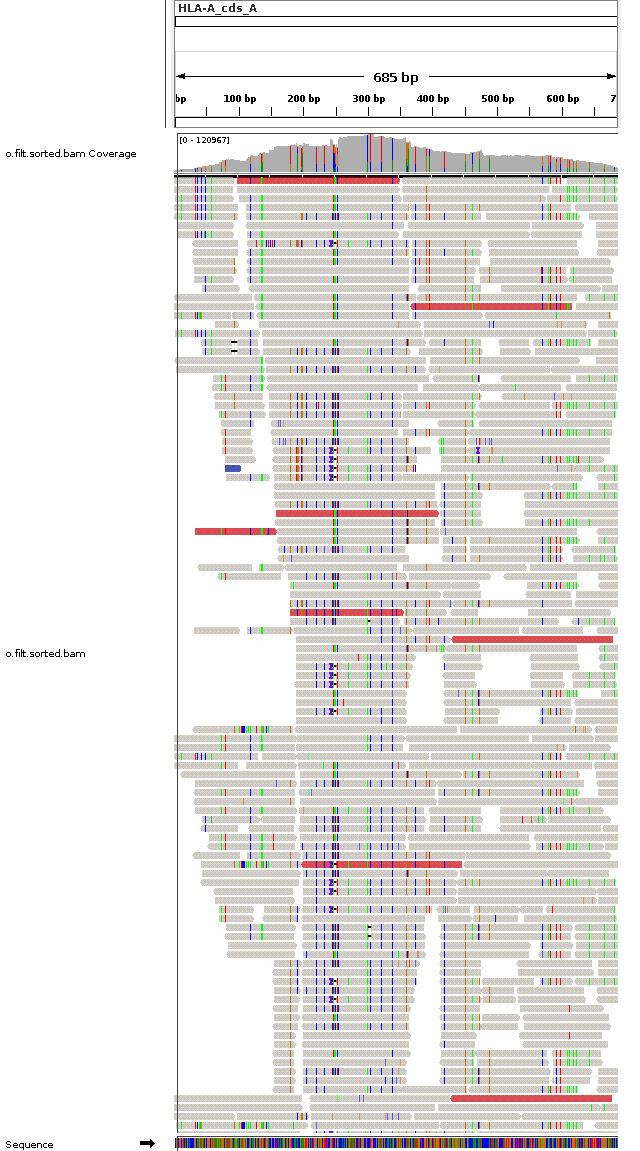 HLA-A_cds_A
685 bp
bp 100 bp 200 bp 300 bp 400 bp 500 bp 600 bp 7
[0 - 120967]
o.filt.sorted.bam Coverage
o.filt.sorted.bam
Sequence